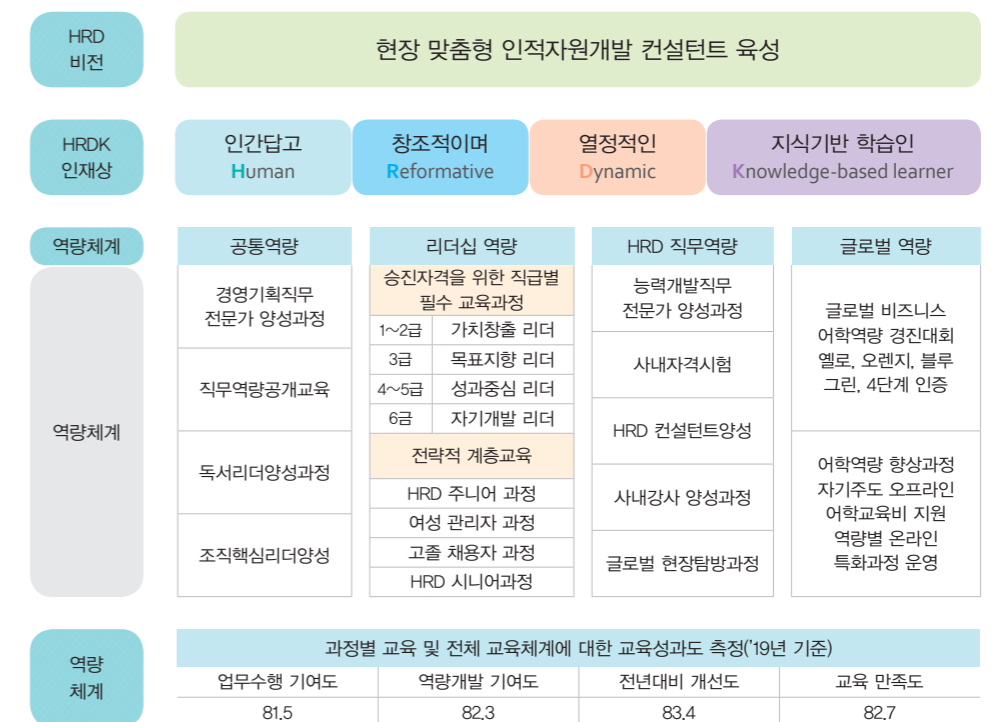 HRD
비전
현장 맞춤형 인적자원개발 컨설턴트 육성
HRDK
인재상
인간답고
Human
창조적이며
Reformative
열정적인
Dynamic
지식기반 학습인
Knowledge-based learner
역량체계
공통역량
리더십 역량
HRD 직무역량
글로벌 역량
역량체계
경영기획직무
전문가 양성과정
직무역량공개교육
독서리더양성과정
조직핵심리더양성
승진자격을 위한 직급별
필수 교육과정
1~2급 가치창출 리더
3급 목표지향 리더
4~5급 성과중심 리더
6급 자기개발 리더
전략적 계층교육
HRD 주니어 과정
여성 관리자 과정
고졸 채용자 과정
HRD 시니어과정
능력개발직무
전문가 양성과정
사내자격시험
HRD 컨설턴트양성
사내강사 양성과정
글로벌 현장탐방과정
글로벌 비즈니스
어학역량 경진대회
옐로, 오렌지, 블루
그린, 4단계 인증
어학역량 향상과정
자기주도 오프라인
어학교육비 지원
역량별 온라인
특화과정 운영
역량
체계
과정별 교육 및 전체 교육체계에 대한 교육성과도 측정('19년 기준)
업무수행 기여도 역량개발 기여도 전년대비 개선도 교육 만족도
81.5 82.3 83.4 82.7